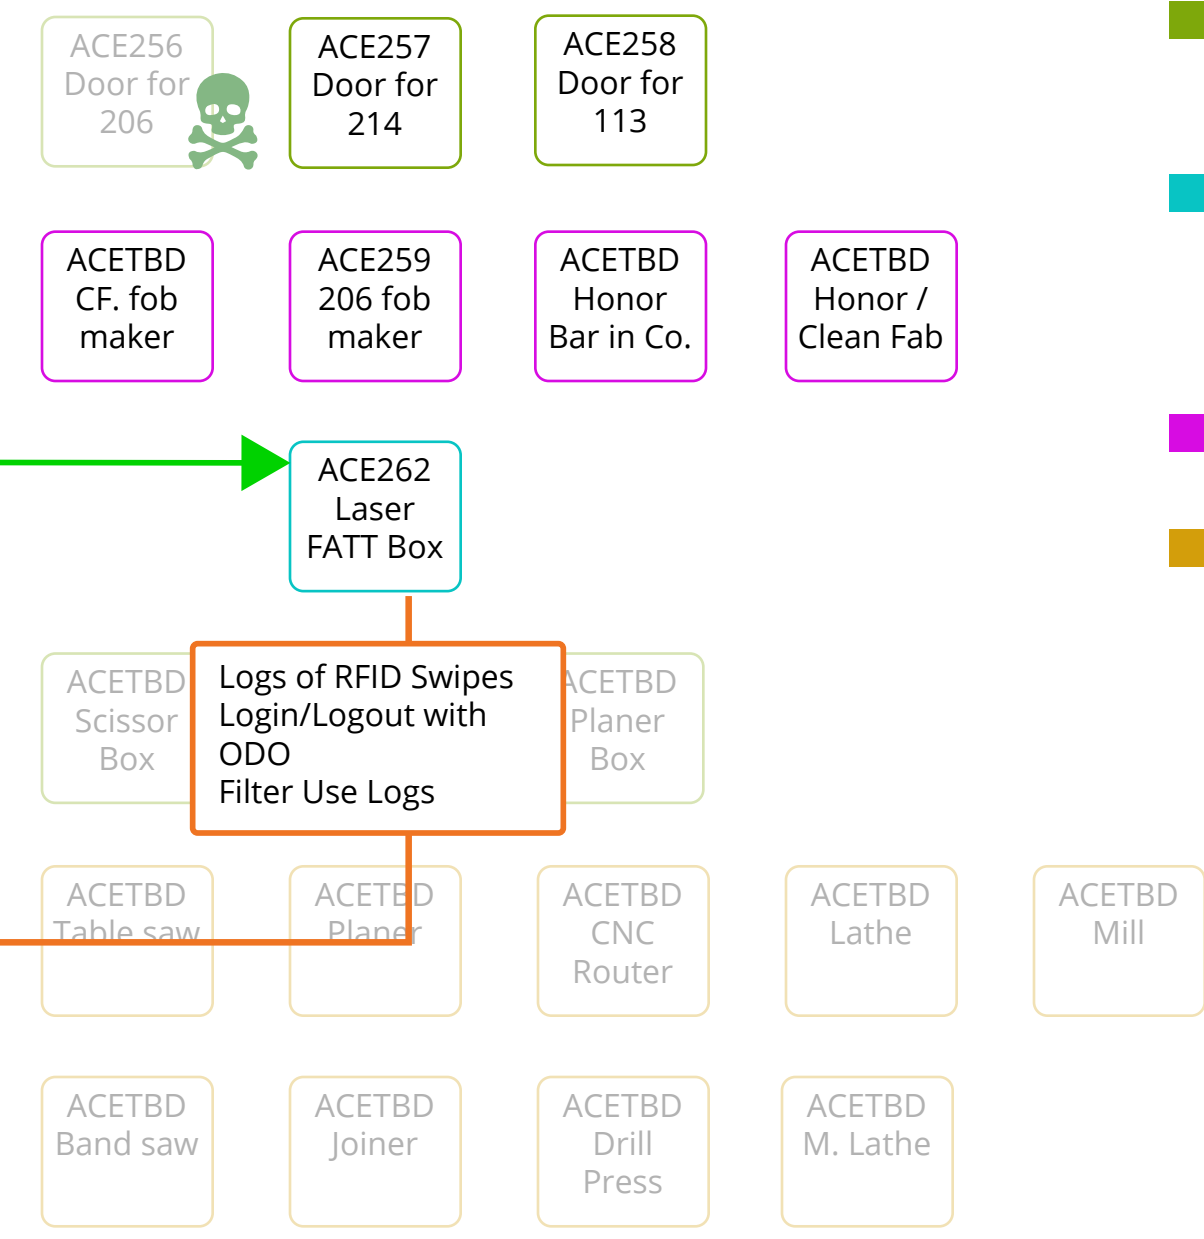 ACE256
Door for
206
ACE257
Door for
214
ACE258
Door for
113
ACETBD
CF. fob
maker
ACE259
206 fob
maker
ACETBD
Honor
Bar in Co.
ACETBD
Honor /
Clean Fab
ACE262
Laser
FATT Box
ACETBD
Scissor
Box
Logs of RFID Swipes
Login/Logout with
ODO
Filter Use Logs
ACETBD
Planer
Box
ACETBD
Table saw
ACETBD
Planer
ACETBD
CNC
Router
ACETBD
Lathe
ACETBD
Mill
ACETBD
Band saw
ACETBD
Joiner
ACETBD
Drill
Press
ACETBD
M. Lathe